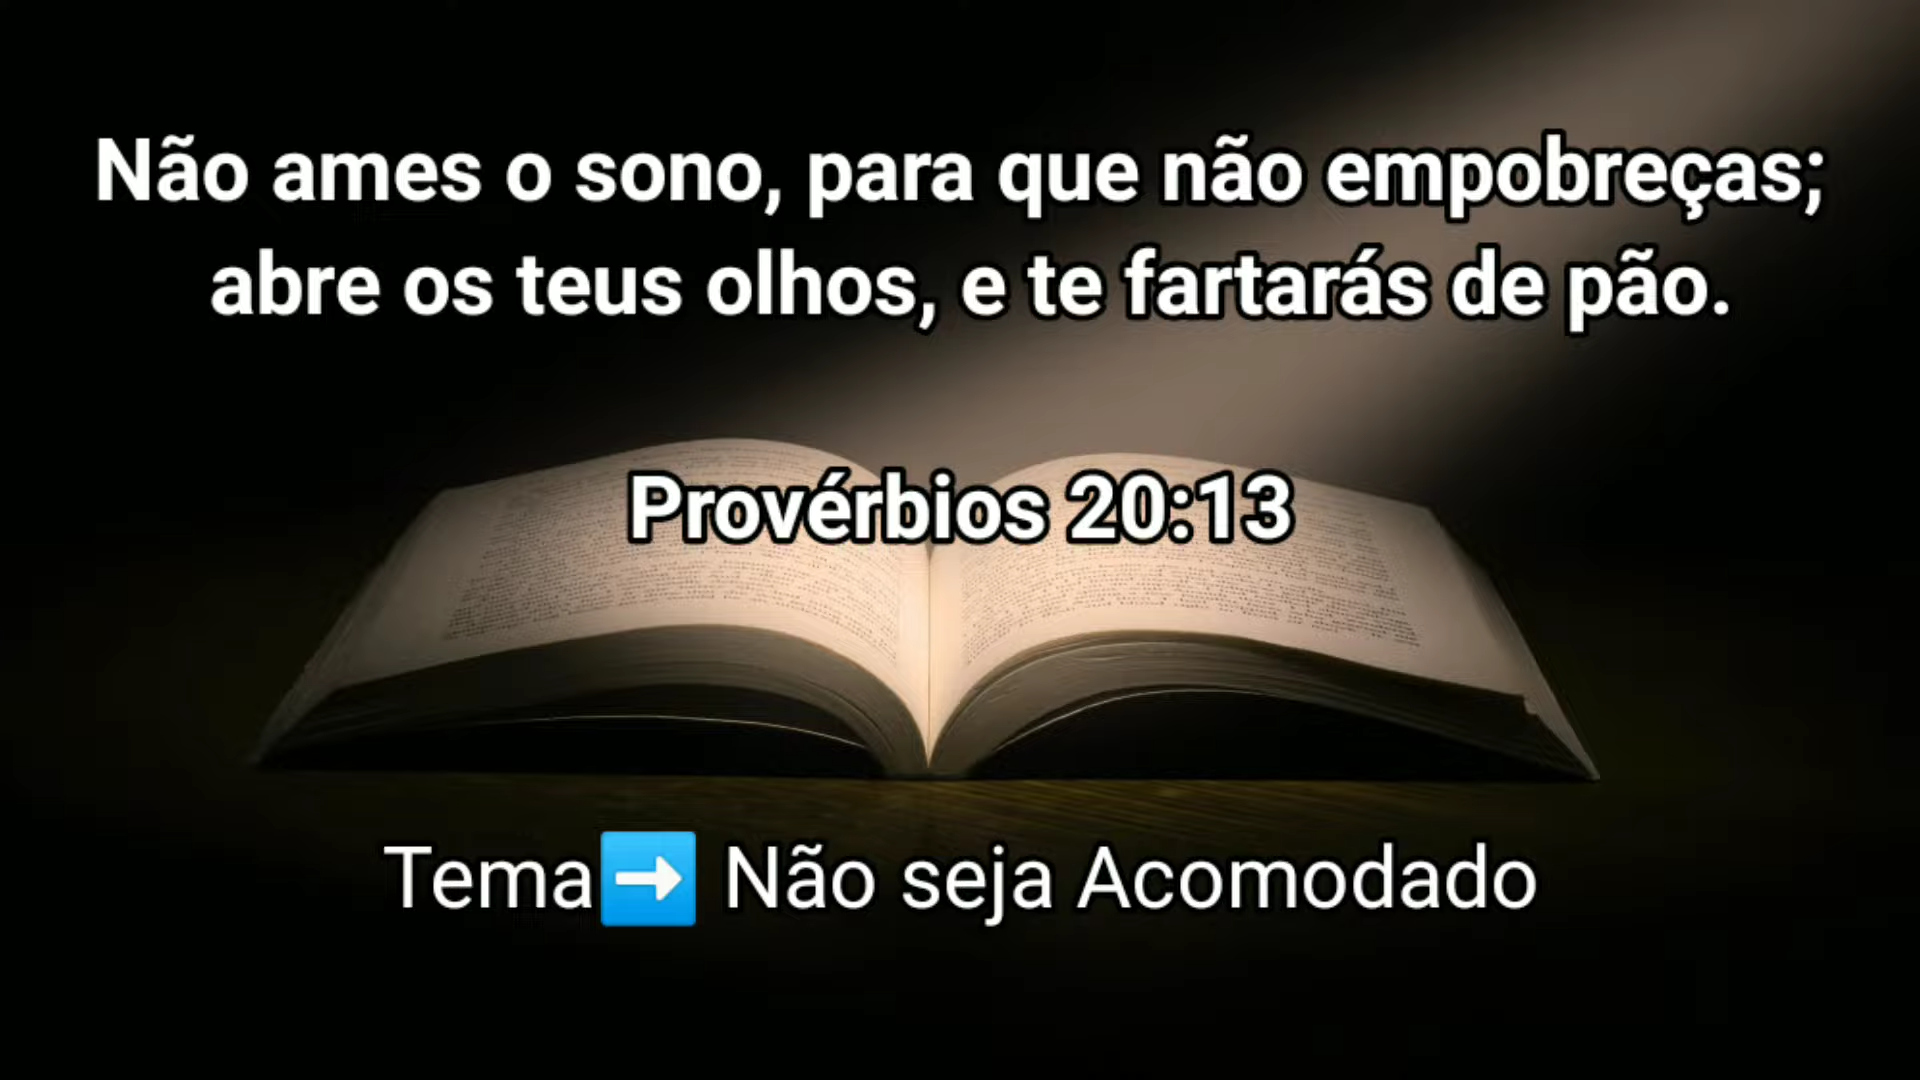 Não ames o sono, para que não empobreças;
abre os teus olhos, e te fartarás de pão.
Provérbios 20:13
Tema➡️ Não seja Acomodado